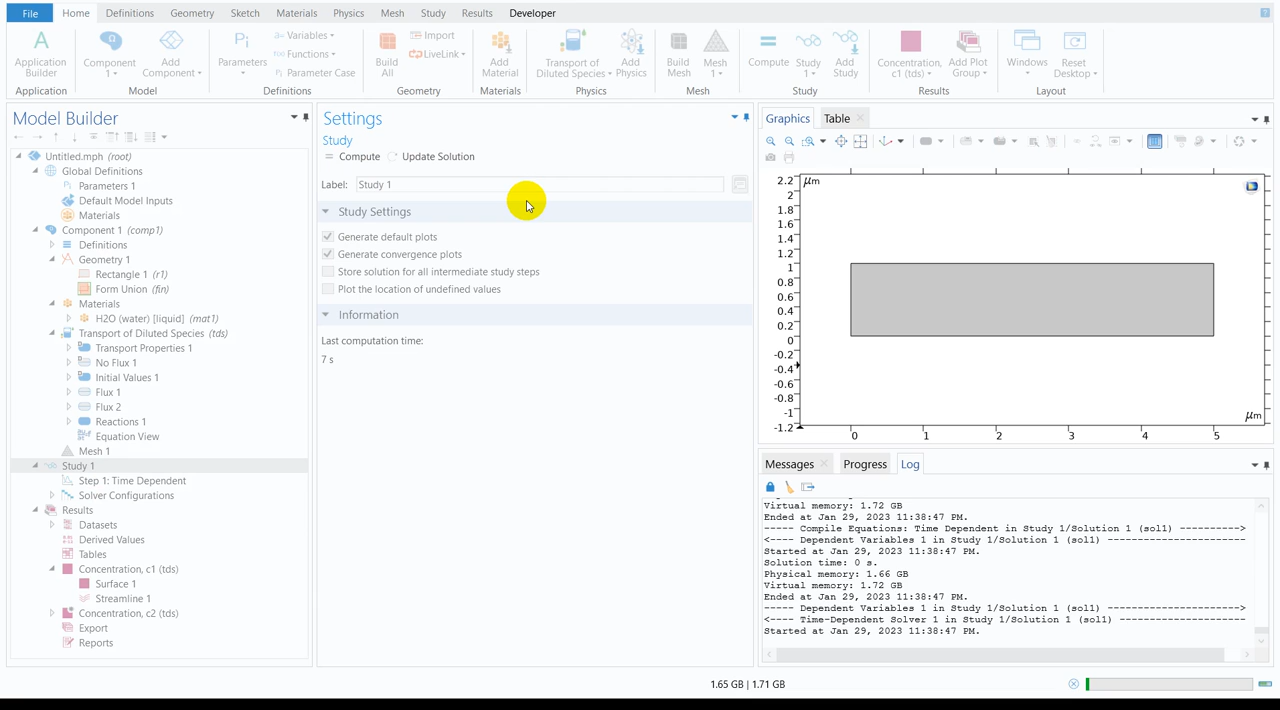 File Home Definitions Geometry Sketch Materials Physics Mesh Study Results Developer
Application Builder
Component 1
Add Component
Pi Parameters
a= Variables
Functions
Parameter Case
Build All
Import
LiveLink
Add Material
Transport of Diluted Species
Add Physics
Build Mesh
Mesh 1
Compute
Study 1
Add Study
Concentration, c1 (tds)
Add Plot Group
Windows
Reset Desktop
Application Model Definitions Geometry Materials Physics Mesh Study Results Layout
Model Builder
Untitled.mph (root)
Global Definitions
Parameters 1
Default Model Inputs
Materials
Component 1 (comp1)
Definitions
Geometry 1
Rectangle 1 (r1)
Form Union (fin)
Materials
H2O (water) [liquid] (mat1)
Transport of Diluted Species (tds)
Transport Properties 1
No Flux 1
Initial Values 1
Flux 1
Flux 2
Reactions 1
Equation View
Mesh 1
Study 1
Step 1: Time Dependent
Solver Configurations
Results
Datasets
Derived Values
Tables
Concentration, c1 (tds)
Surface 1
Streamline 1
Concentration, c2 (tds)
Export
Reports
Settings
Study
= Compute Update Solution
Label: Study 1
Study Settings
Generate default plots
Generate convergence plots
Store solution for all intermediate study steps
Plot the location of undefined values
Information
Last computation time:
7 s
Graphics Table
2.2
2
1.8
1.6
1.4
1.2
1
0.8
0.6
0.4
0.2
0
-0.2
-0.4
-0.6
-0.8
-1
-1.2
µm
µm
0 1 2 3 4 5
Messages Progress Log
Virtual memory: 1.72 GB
Ended at Jan 29, 2023 11:38:47 PM.
----- Compile Equations: Time Dependent in Study 1/Solution 1 (sol1) ---------->
<---- Dependent Variables 1 in Study 1/Solution 1 (sol1) -----------------------
Started at Jan 29, 2023 11:38:47 PM.
Solution time: 0 s.
Physical memory: 1.66 GB
Virtual memory: 1.72 GB
Ended at Jan 29, 2023 11:38:47 PM.
----- Dependent Variables 1 in Study 1/Solution 1 (sol1) ---------------------->
<---- Time-Dependent Solver 1 in Study 1/Solution 1 (sol1) ---------------------
Started at Jan 29, 2023 11:38:47 PM.
1.65 GB | 1.71 GB